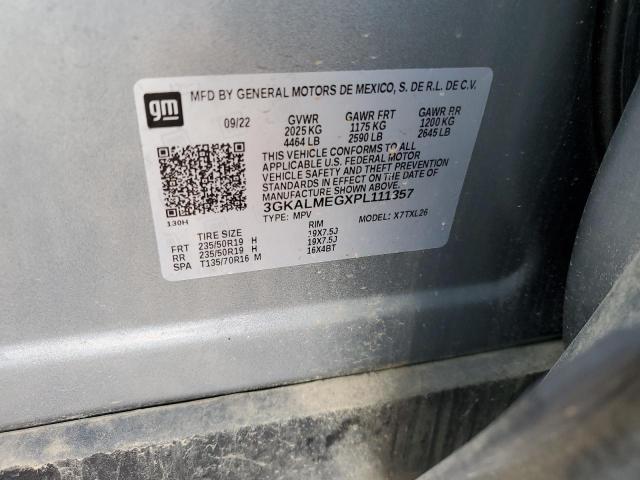 gm
MFD BY GENERAL MOTORS DE MEXICO, S. DE R.L. DE C.V.
09/22 GVWR GAWR FRT GAWR RR
2025 KG 1175 KG 1200 KG
4464 LB 2590 LB 2645 LB
THIS VEHICLE CONFORMS TO ALL
APPLICABLE U.S. FEDERAL MOTOR
VEHICLE SAFETY AND THEFT PREVENTION
STANDARDS IN EFFECT ON THE DATE OF
MANUFACTURE SHOWN ABOVE.
3GKALMEGXPL111357
TYPE: MPV MODEL: X7TXL26
130H
TIRE SIZE RIM
FRT 235/50R19 H 19X7.5J
RR 235/50R19 H 19X7.5J
SPA T135/70R16 M 16X4BT